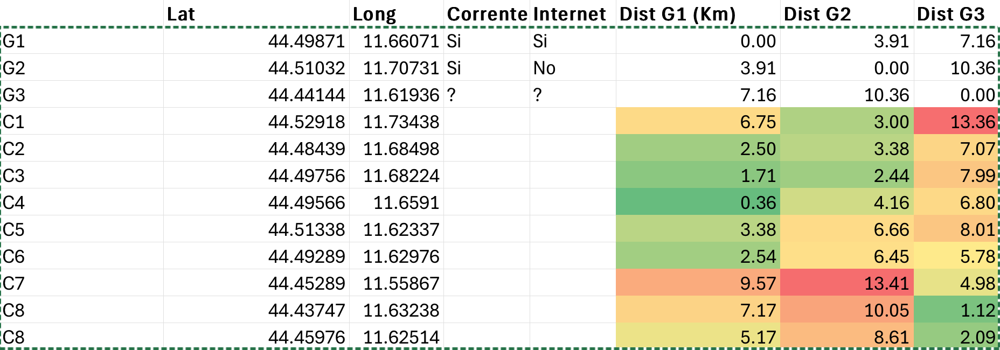 Lat Long Corrente Internet Dist G1 (Km) Dist G2 Dist G3
G1 44.49871 11.66071 Si Si 0.00 3.91 7.16
G2 44.51032 11.70731 Si No 3.91 0.00 10.36
G3 44.44144 11.61936 ? ? 7.16 10.36 0.00
C1 44.52918 11.73438 6.75 3.00 13.36
C2 44.48439 11.68498 2.50 3.38 7.07
C3 44.49756 11.68224 1.71 2.44 7.99
C4 44.49566 11.6591 0.36 4.16 6.80
C5 44.51338 11.62337 3.38 6.66 8.01
C6 44.49289 11.62976 2.54 6.45 5.78
C7 44.45289 11.55867 9.57 13.41 4.98
C8 44.43747 11.63238 7.17 10.05 1.12
C8 44.45976 11.62514 5.17 8.61 2.09